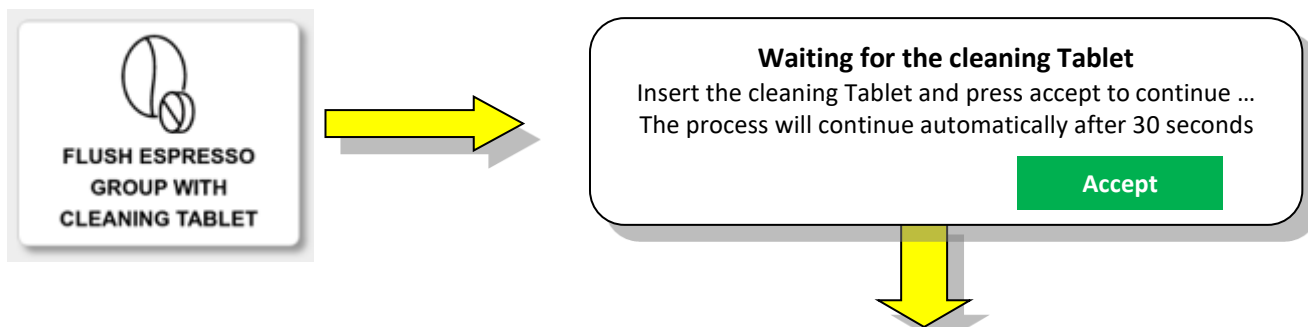 FLUSH ESPRESSO
GROUP WITH
CLEANING TABLET
Waiting for the cleaning Tablet
Insert the cleaning Tablet and press accept to continue ...
The process will continue automatically after 30 seconds
Accept